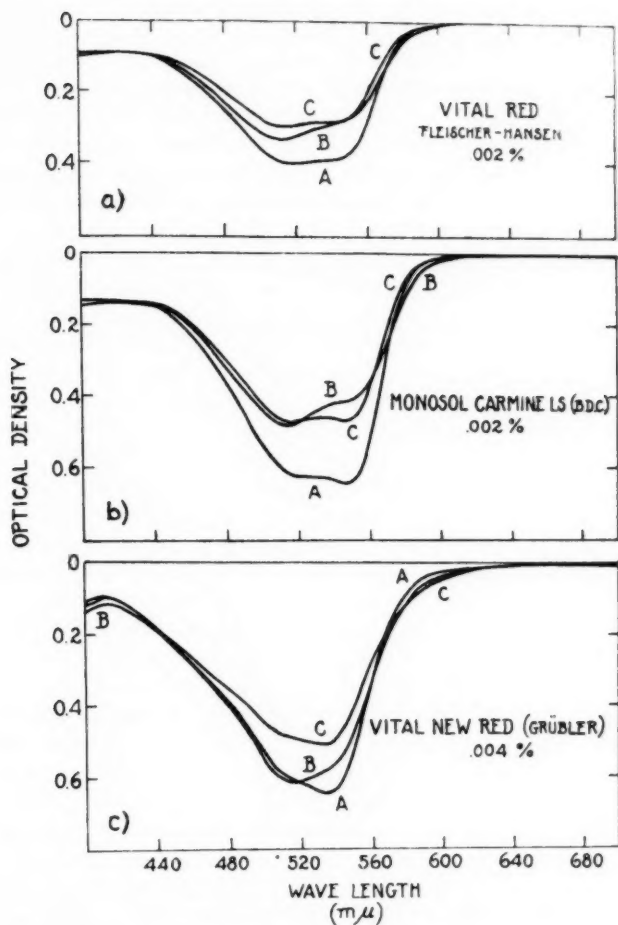 0
0.2
0.4
a)
C
C
B
A
VITAL RED
FLEISCHER-HANSEN
.002 %
0
0.2
0.4
0.6
b)
C
B
B
C
A
MONOSOL CARMINE LS (B.D.C)
.002 %
OPTICAL DENSITY
0
0.2
0.4
0.6
c)
B
A
C
C
B
A
VITAL NEW RED (GRÜBLER)
.004 %
440 480 520 560 600 640 680
WAVE LENGTH
(mμ)